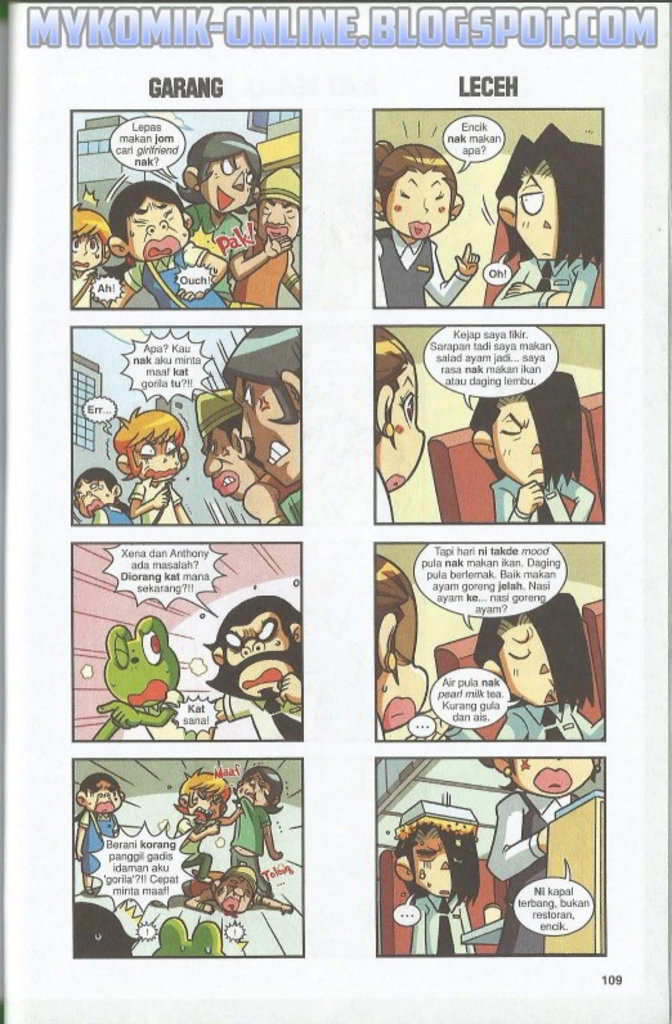 MYKOMIK-ONLINE.BLOGSPOT.COM
GARANG
Lepas
makan jom
cari girlfriend
nak?
Pak!
Ah!
Ouch!
Apa? Kau
nak aku minta
maaf kat
gorila tu?!!
Err...
Xena dan Anthony
ada masalah?
Diorang kat mana
sekarang?!!
Kat
sana!
Maaf
Berani korang
panggil gadis
idaman aku
'gorila'?!! Cepat
minta maaf!
Tolong
...
!
!
LECEH
Encik
nak makan
apa?
Oh!
Kejap saya fikir.
Sarapan tadi saya makan
salad ayam jadi... saya
rasa nak makan ikan
atau daging lembu.
Tapi hari ni takde mood
pula nak makan ikan. Daging
pula berlemak. Baik makan
ayam goreng jelah. Nasi
ayam ke... nasi goreng
ayam?
Air pula nak
pearl milk tea.
Kurang gula
dan ais.
...
...
Ni kapal
terbang, bukan
restoran,
encik.
109